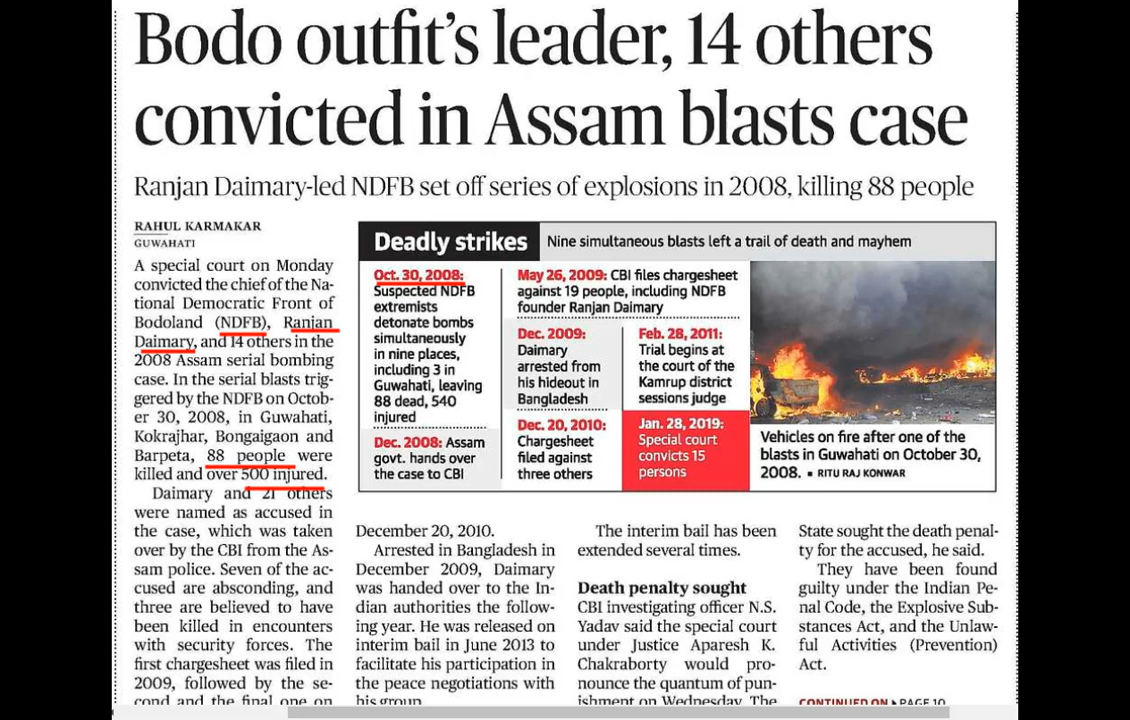 Bodo outfit's leader, 14 others
convicted in Assam blasts case
Ranjan Daimary-led NDFB set off series of explosions in 2008, killing 88 people
RAHUL KARMAKAR
GUWAHATI
A special court on Monday
convicted the chief of the Na-
tional Democratic Front of
Bodoland (NDFB), Ranjan
Daimary, and 14 others in the
2008 Assam serial bombing
case. In the serial blasts trig-
gered by the NDFB on Octob-
er 30, 2008, in Guwahati,
Kokrajhar, Bongaigaon and
Barpeta, 88 people were
killed and over 500 injured.
Daimary and 21 others
were named as accused in
the case, which was taken
over by the CBI from the As-
sam police. Seven of the ac-
cused are absconding, and
three are believed to have
been killed in encounters
with security forces. The
first chargesheet was filed in
2009, followed by the se-
cond and the final one on
Deadly strikes
Nine simultaneous blasts left a trail of death and mayhem
Oct. 30, 2008:
Suspected NDFB
extremists
detonate bombs
simultaneously
in nine places,
including 3 in
Guwahati, leaving
88 dead, 540
injured
Dec. 2008: Assam
govt. hands over
the case to CBI
May 26, 2009: CBI files chargesheet
against 19 people, including NDFB
founder Ranjan Daimary
Dec. 2009:
Daimary
arrested from
his hideout in
Bangladesh
Dec. 20, 2010:
Chargesheet
filed against
three others
Feb. 28, 2011:
Trial begins at
the court of the
Kamrup district
sessions judge
Jan. 28, 2019:
Special court
convicts 15
persons
Vehicles on fire after one of the
blasts in Guwahati on October 30,
2008. ▪ RITU RAJ KONWAR
December 20, 2010.
Arrested in Bangladesh in
December 2009, Daimary
was handed over to the In-
dian authorities the follow-
ing year. He was released on
interim bail in June 2013 to
facilitate his participation in
the peace negotiations with
his group.
The interim bail has been
extended several times.
Death penalty sought
CBI investigating officer N.S.
Yadav said the special court
under Justice Aparesh K.
Chakraborty would pro-
nounce the quantum of pun-
ishment on Wednesday. The
State sought the death penal-
ty for the accused, he said.
They have been found
guilty under the Indian Pe-
nal Code, the Explosive Sub-
stances Act, and the Unlaw-
ful Activities (Prevention)
Act.
CONTINUED ON ▸ PAGE 10